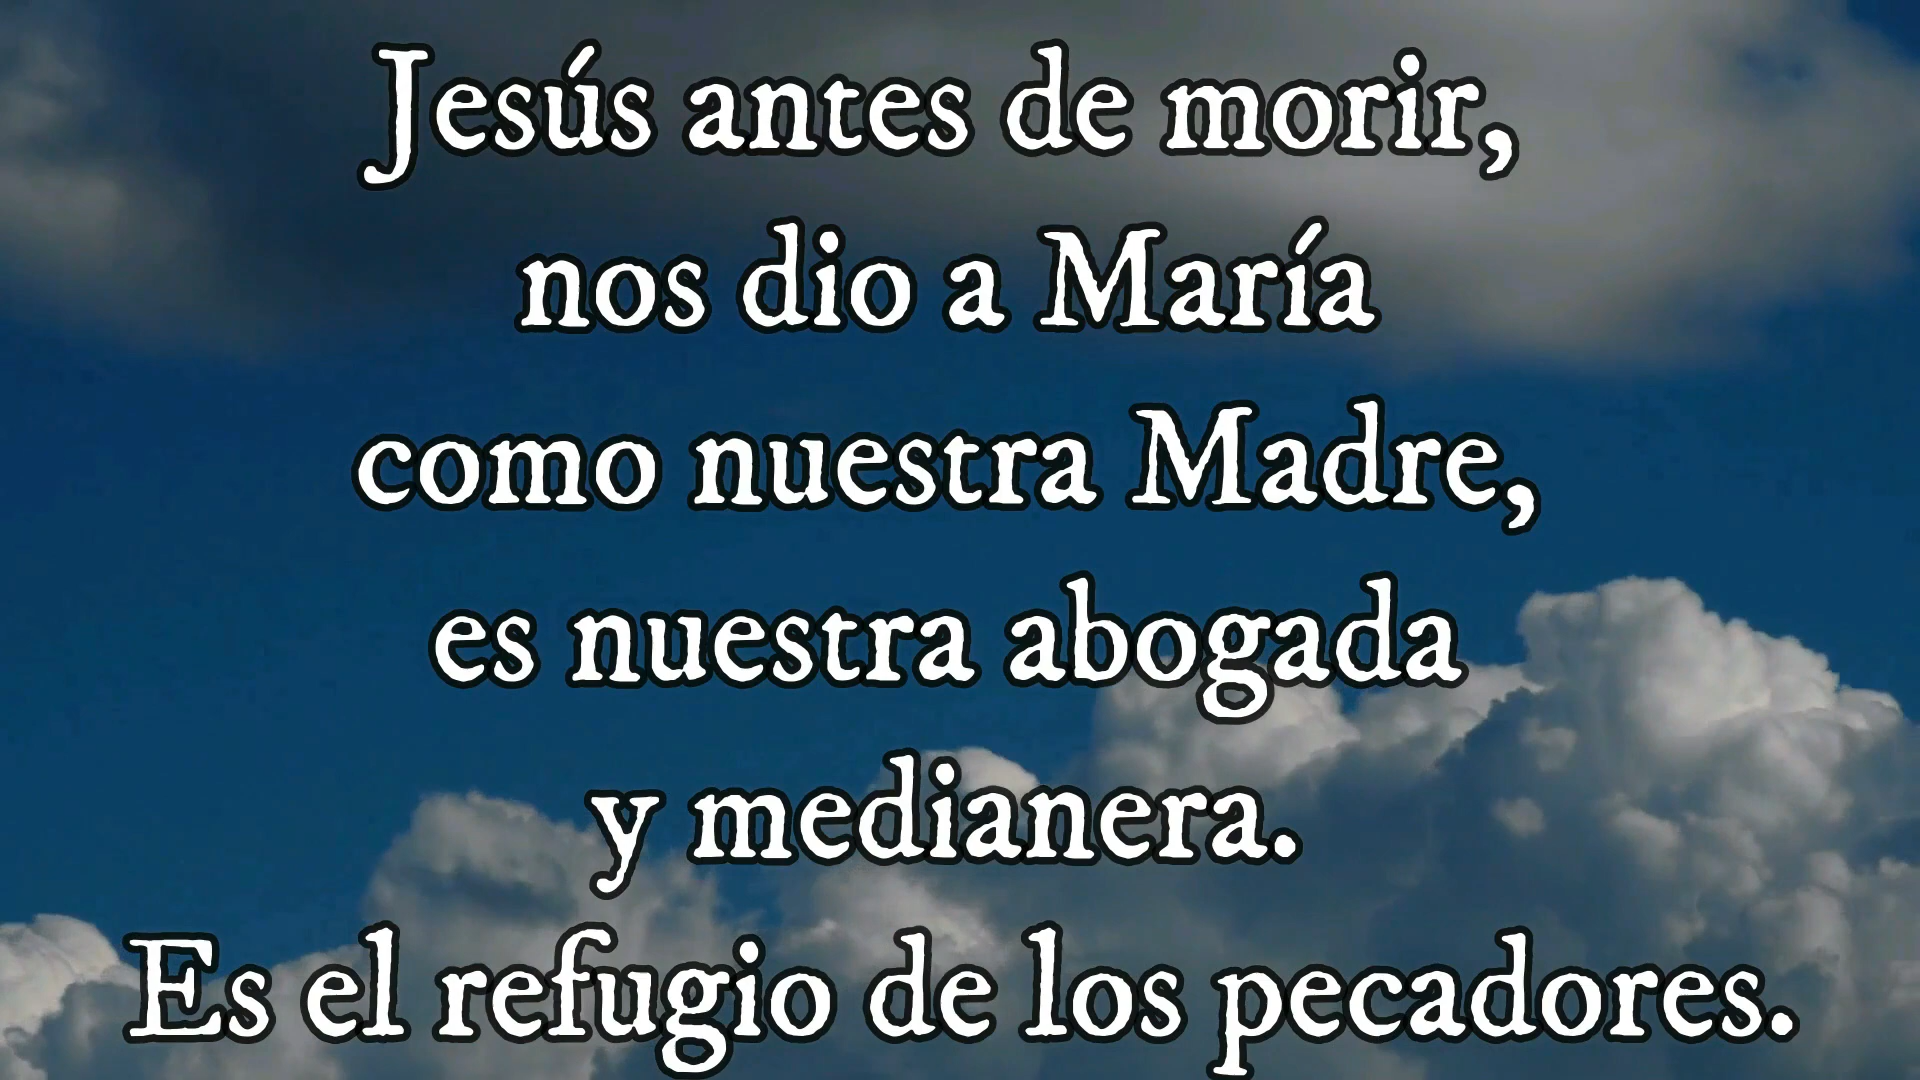 Jesús antes de morir,
nos dio a María
como nuestra Madre,
es nuestra abogada
y medianera.
Es el refugio de los pecadores.